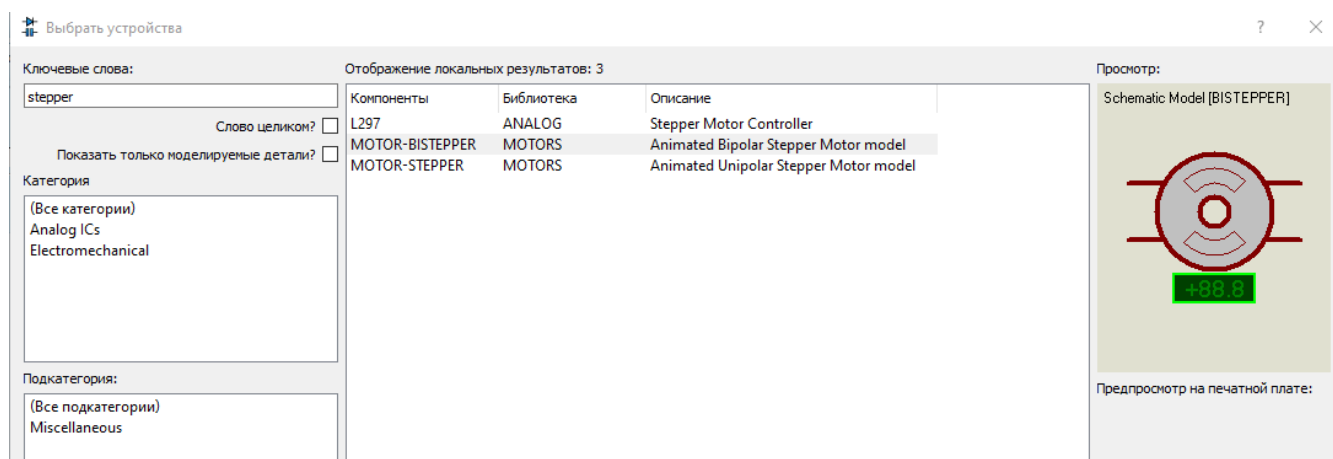 Выбрать устройства
?
Ключевые слова:
Отображение локальных результатов: 3
Просмотр:
stepper
Компоненты Библиотека Описание
Schematic Model [BISTEPPER]
Слово целиком?
L297 ANALOG Stepper Motor Controller
MOTOR-BISTEPPER MOTORS Animated Bipolar Stepper Motor model
Показать только моделируемые детали?
MOTOR-STEPPER MOTORS Animated Unipolar Stepper Motor model
Категория
(Все категории)
Analog ICs
Electromechanical
+88.8
Подкатегория:
Предпросмотр на печатной плате:
(Все подкатегории)
Miscellaneous